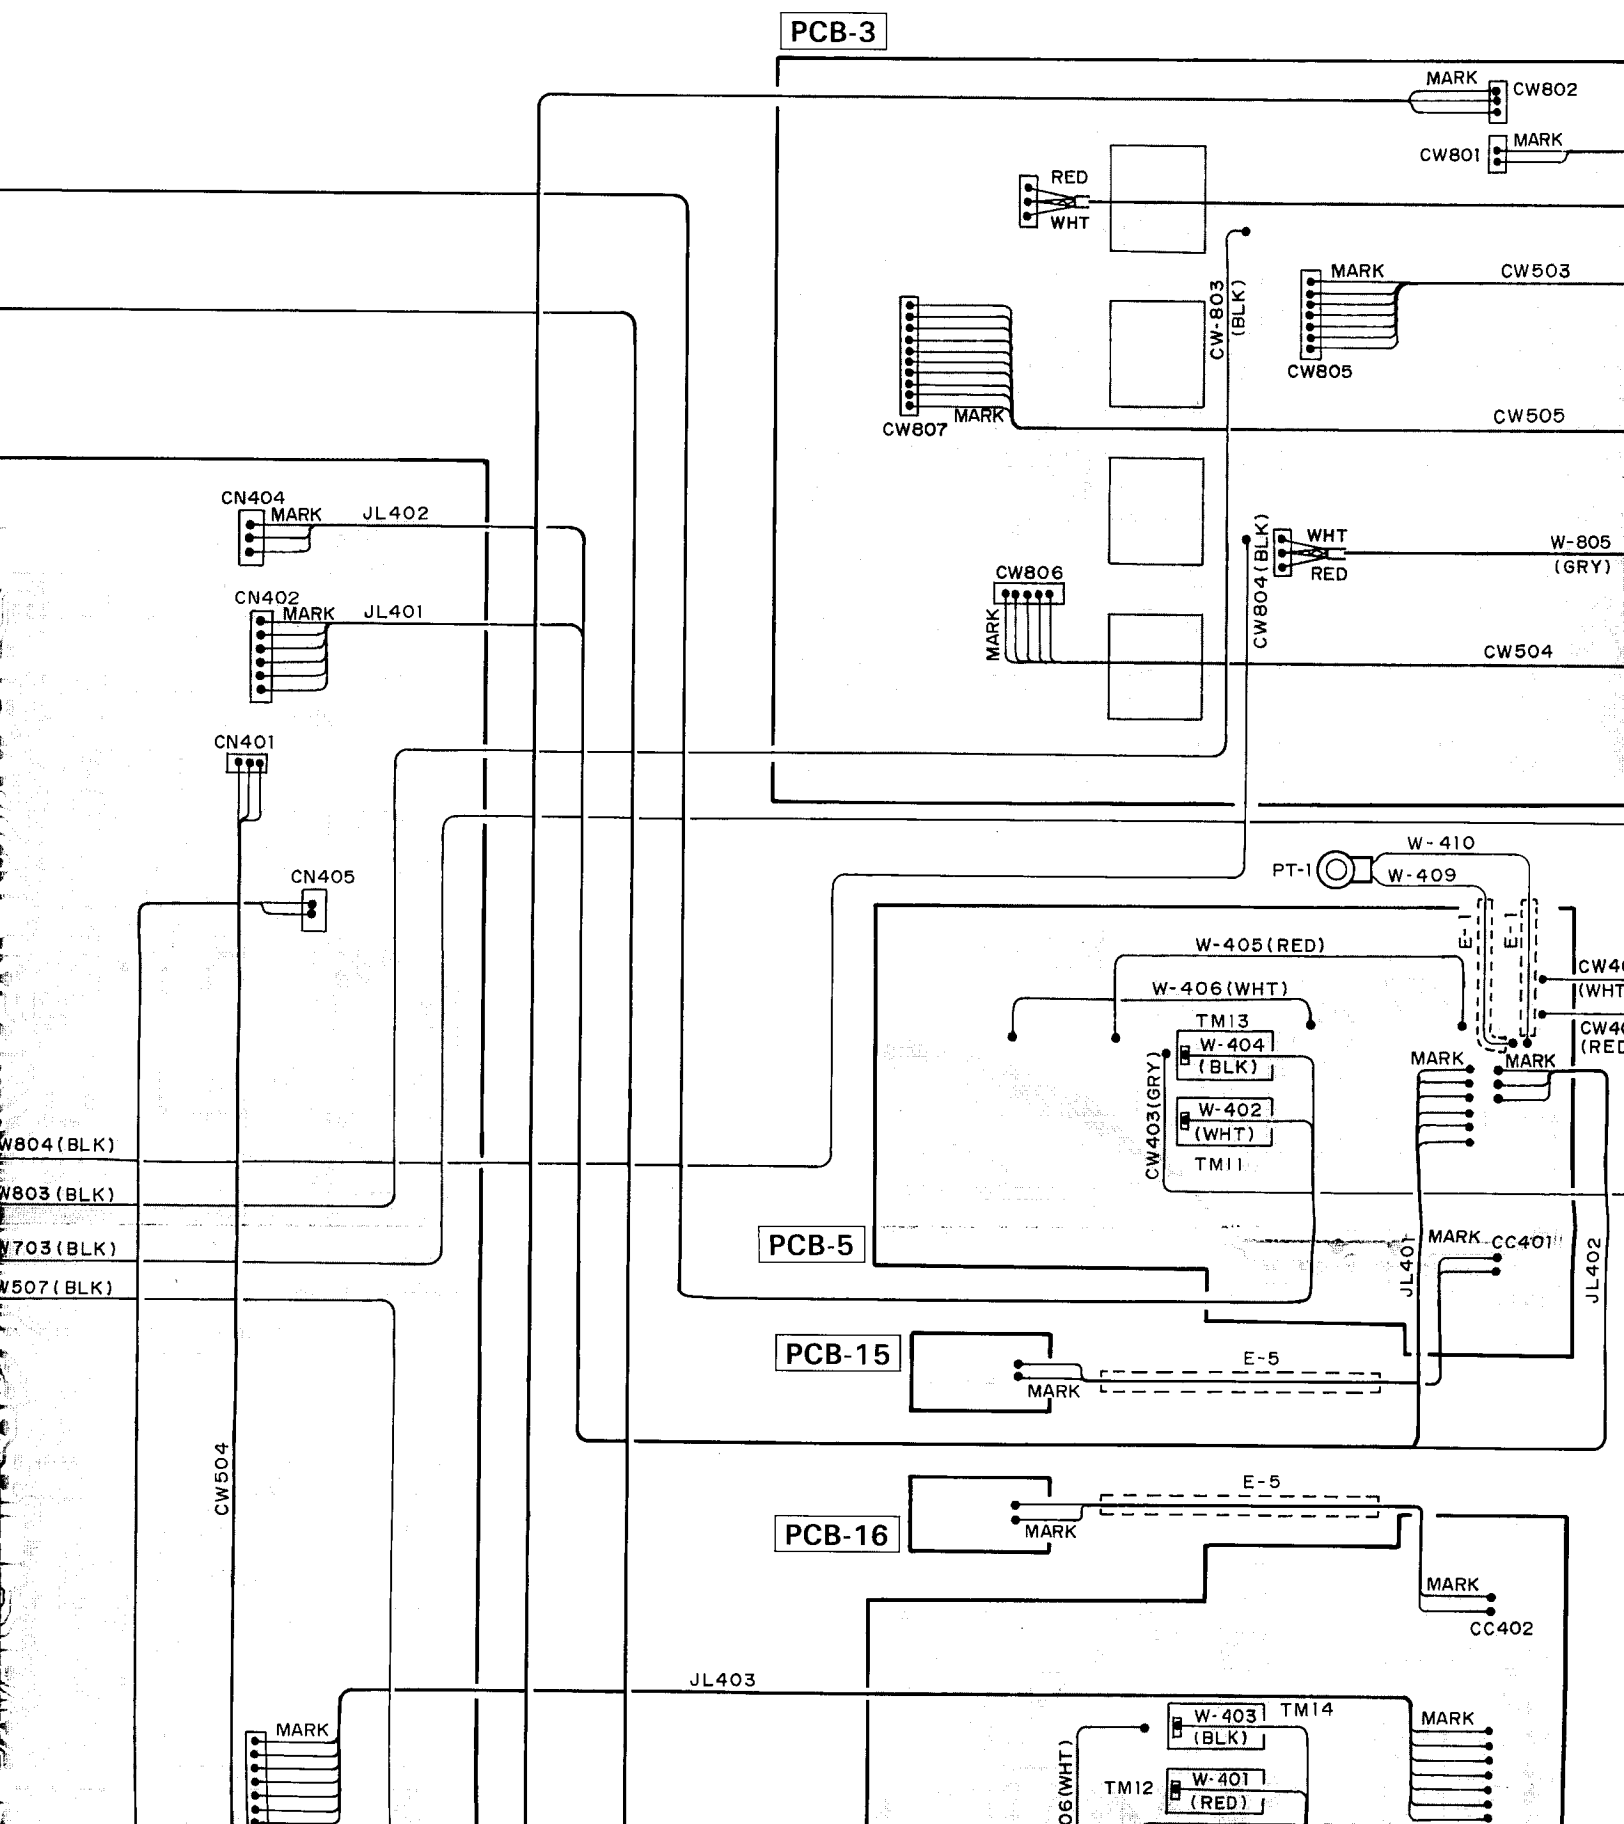 PCB-3
MARK
CW802
MARK
CW801
RED
WHT
MARK
CW503
CW-803
(BLK)
CW805
MARK
CW807
CW505
CN404
MARK
JL402
CW804(BLK)
WHT
RED
W-805
(GRY)
CW806
MARK
CN402
MARK
JL401
CW504
CN401
W-410
PT-1
W-409
CN405
E-1
E-1
W-405(RED)
W-406(WHT)
(WHT
(RED
TM13
W-404
(BLK)
MARK
MARK
CW403(GRY)
W-402
(WHT)
TM11
W804(BLK)
W803(BLK)
W703(BLK)
W507(BLK)
PCB-5
JL401
MARK
CC401
JL402
PCB-15
MARK
E-5
CW504
E-5
PCB-16
MARK
MARK
CC402
JL403
MARK
W-403
(BLK)
TM14
MARK
06(WHT)
TM12
W-401
(RED)